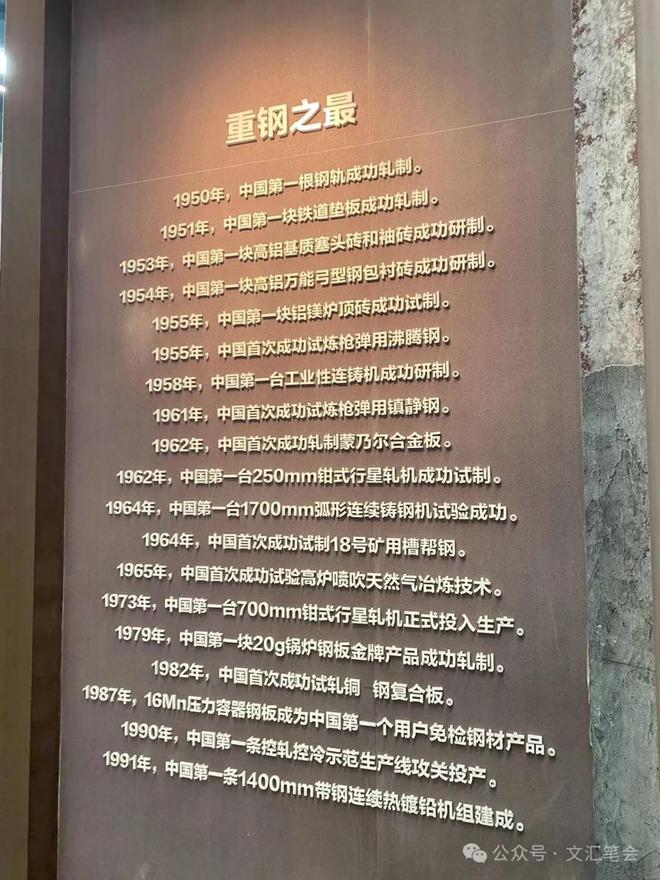 重钢之最
1950年，中国第一根钢轨成功轧制。
1951年，中国第一块铁道垫板成功轧制。
1953年，中国第一块高铝基质塞头砖和袖砖成功研制。
1954年，中国第一块高铝万能弓型钢包衬砖成功研制。
1955年，中国第一块铝镁炉顶砖成功试制。
1955年，中国首次成功试炼枪弹用沸腾钢。
1958年，中国第一台工业性连铸机成功研制。
1961年，中国首次成功试炼枪弹用镇静钢。
1962年，中国首次成功轧制蒙乃尔合金板。
1962年，中国第一台250mm钳式行星轧机成功试制。
1964年，中国第一台1700mm弧形连续铸钢机试验成功。
1964年，中国首次成功试制18号矿用槽帮钢。
1965年，中国首次成功试验高炉喷吹天然气冶炼技术。
1973年，中国第一台700mm钳式行星轧机正式投入生产。
1979年，中国第一块20g锅炉钢板金牌产品成功轧制。
1982年，中国首次成功试轧铜 钢复合板。
1987年，16Mn压力容器钢板成为中国第一个用户免检钢材产品。
1990年，中国第一条控轧控冷示范生产线攻关投产。
1991年，中国第一条1400mm带钢连续热镀铅机组建成。
公众号·文汇笔会